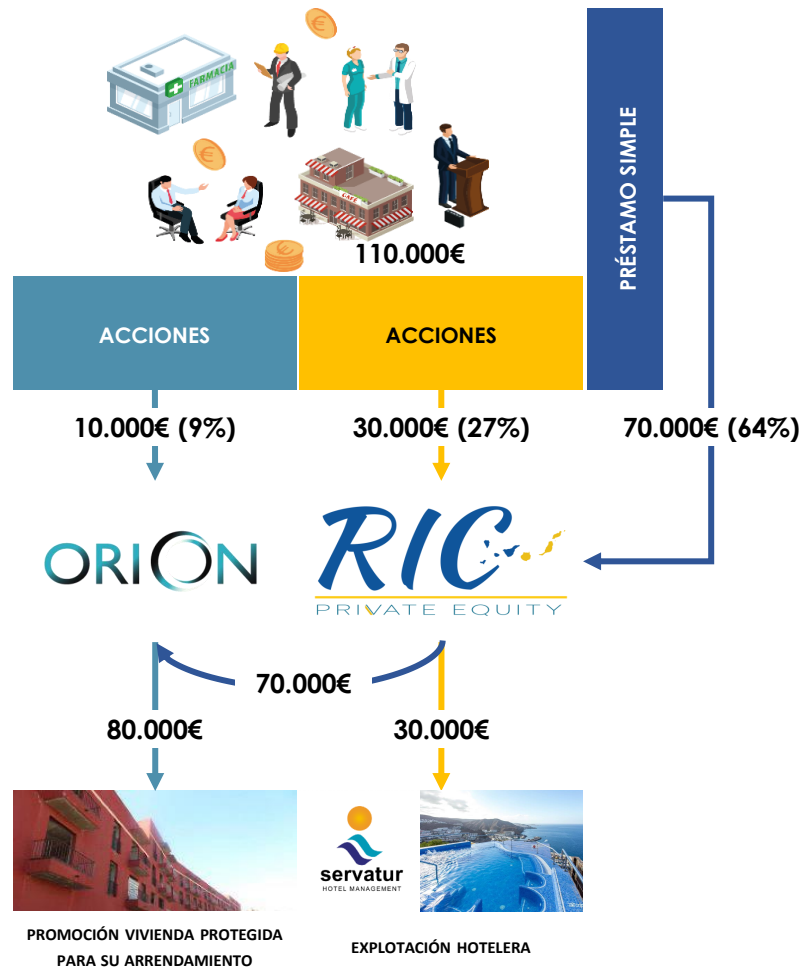 FARMACIA
CAFE
110.000€
PRÉSTAMO SIMPLE
ACCIONES
ACCIONES
10.000€ (9%)
30.000€ (27%)
70.000€ (64%)
ORION
RIC
PRIVATE EQUITY
70.000€
80.000€
30.000€
servatur
HOTEL MANAGEMENT
PROMOCIÓN VIVIENDA PROTEGIDA
PARA SU ARRENDAMIENTO
EXPLOTACIÓN HOTELERA